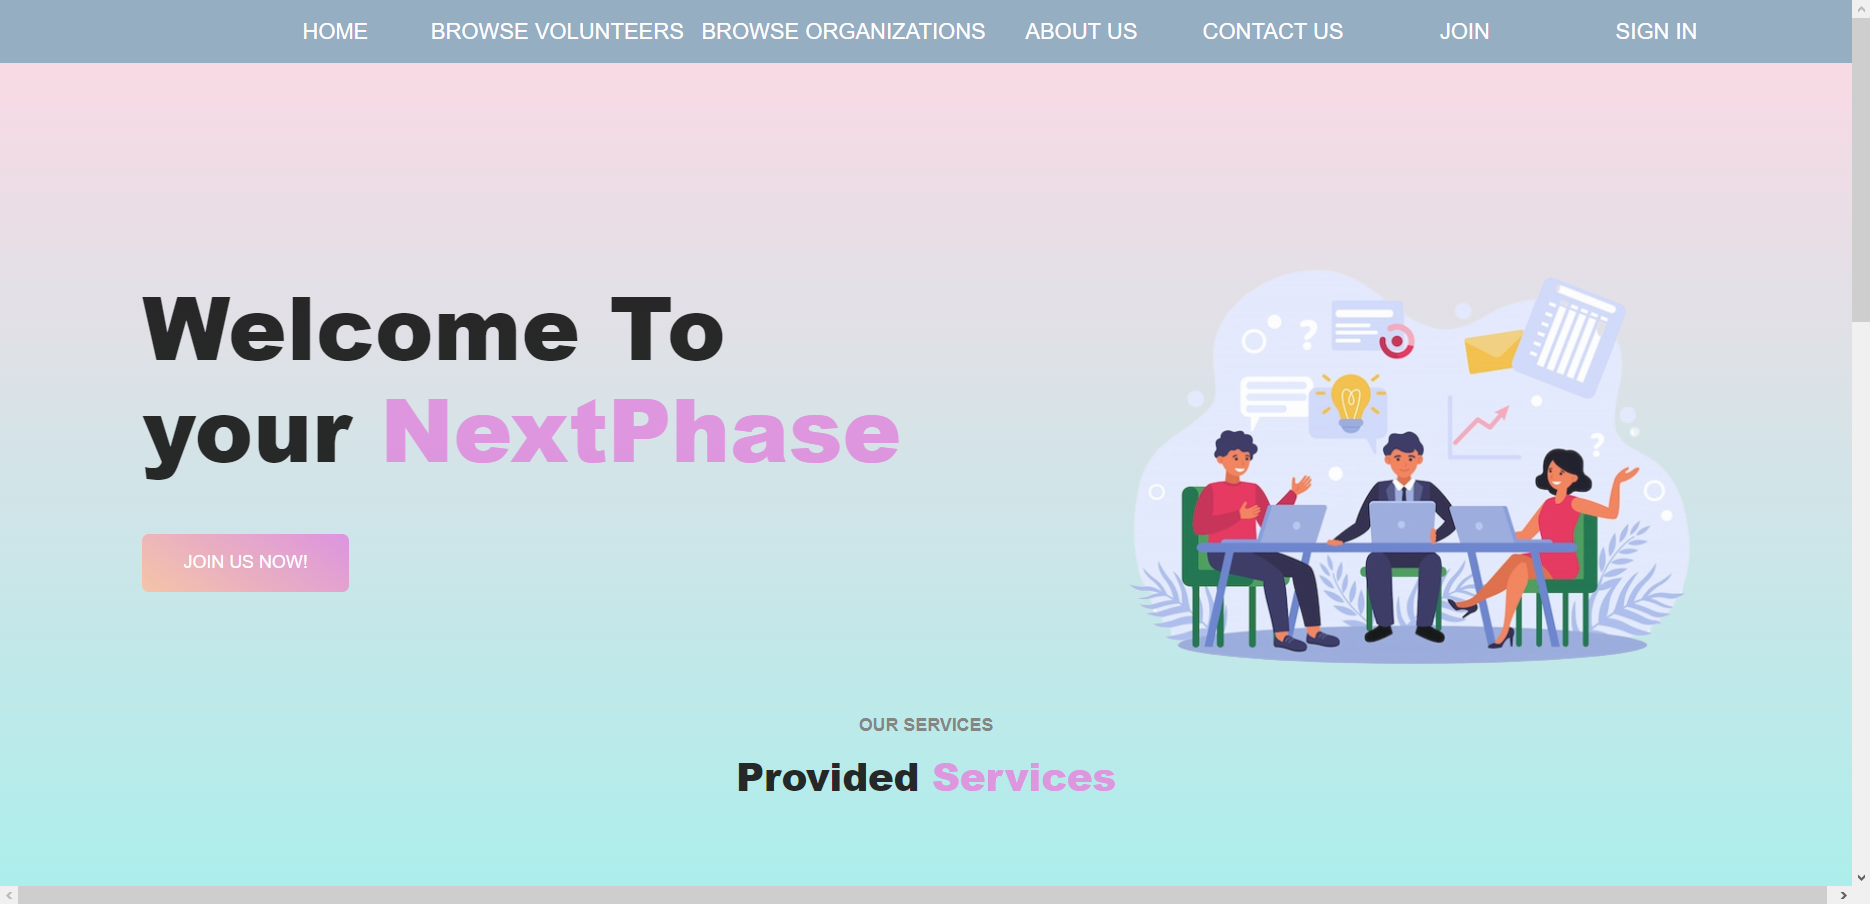 HOME BROWSE VOLUNTEERS BROWSE ORGANIZATIONS ABOUT US CONTACT US JOIN SIGN IN
Welcome To
your NextPhase
JOIN US NOW!
? ?
OUR SERVICES
Provided Services